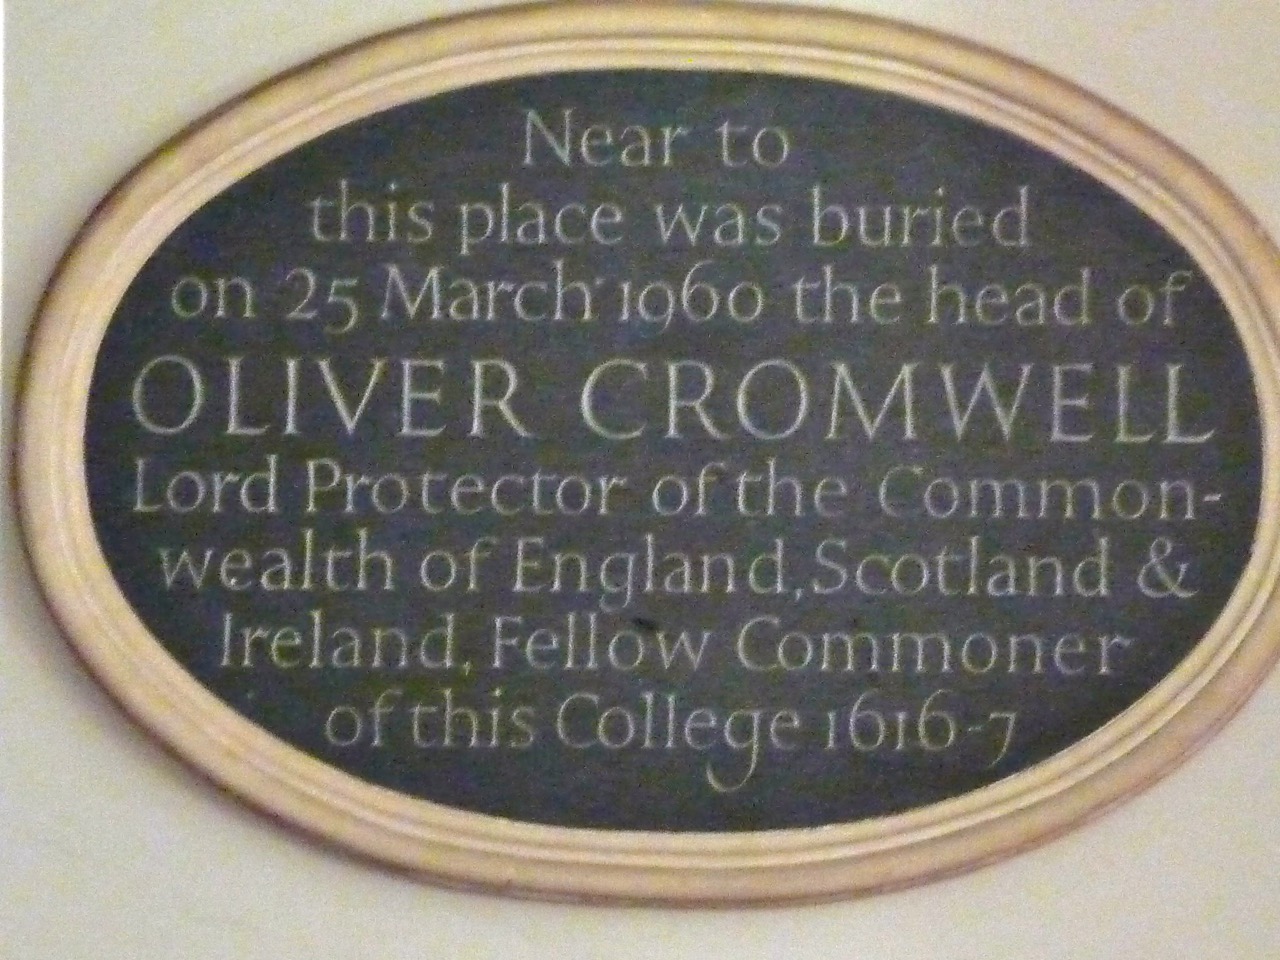 Near to
this place was buried
on 25 March 1960 the head of
OLIVER CROMWELL
Lord Protector of the Common-
wealth of England, Scotland &
Ireland, Fellow Commoner
of this College 1616-7